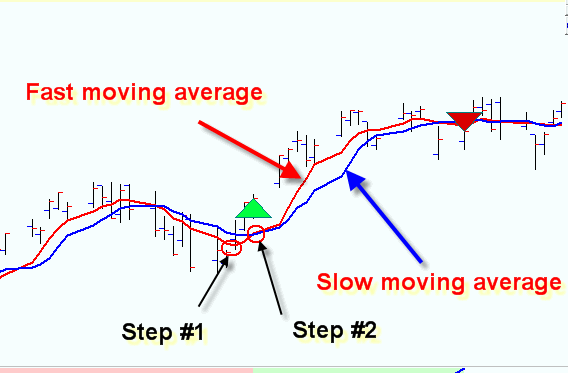 Fast moving average
Slow moving average
Step #1
Step #2